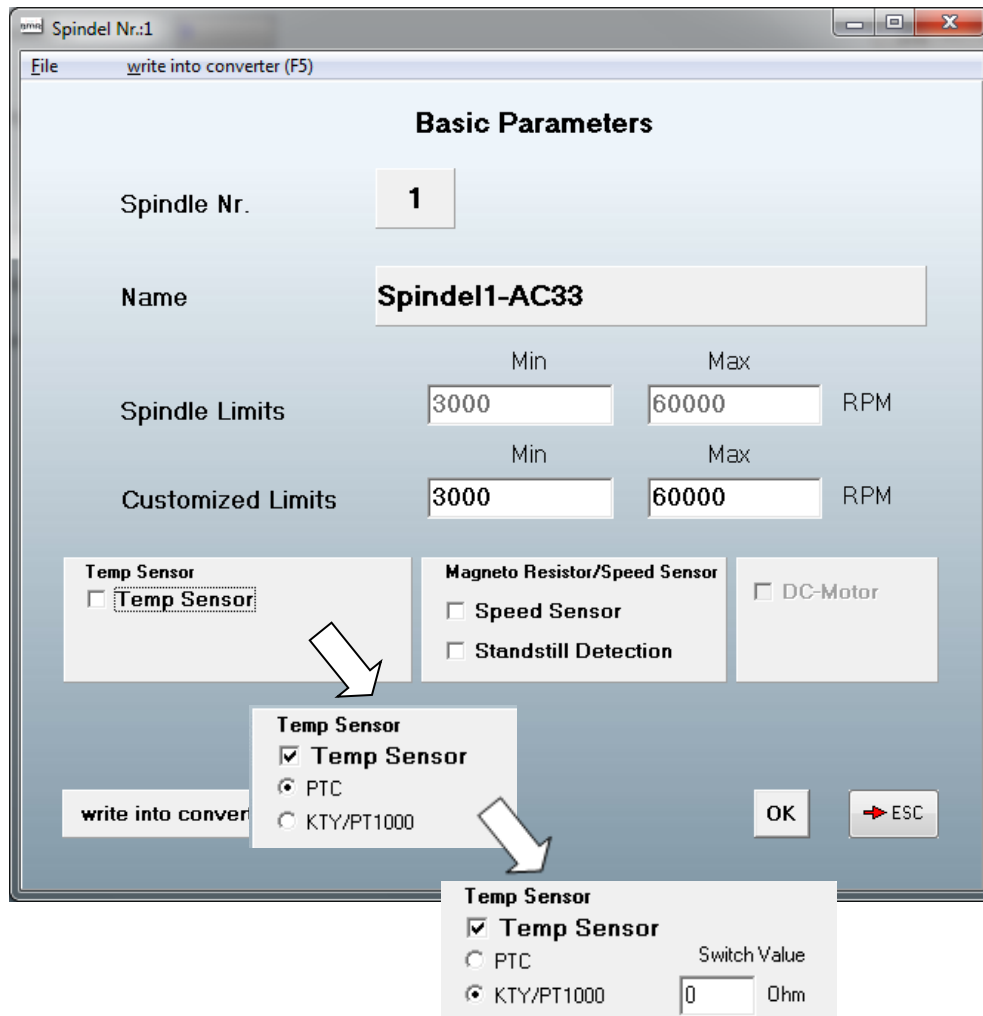 Spindel Nr.:1
File write into converter (F5)
Basic Parameters
Spindle Nr. 1
Name Spindel1-AC33
Min Max
Spindle Limits 3000 60000 RPM
Min Max
Customized Limits 3000 60000 RPM
Temp Sensor
Temp Sensor
Magneto Resistor/Speed Sensor
Speed Sensor
Standstill Detection
DC-Motor
Temp Sensor
Temp Sensor
PTC
KTY/PT1000
write into conver
OK ESC
Temp Sensor
Temp Sensor
PTC Switch Value
KTY/PT1000 0 Ohm